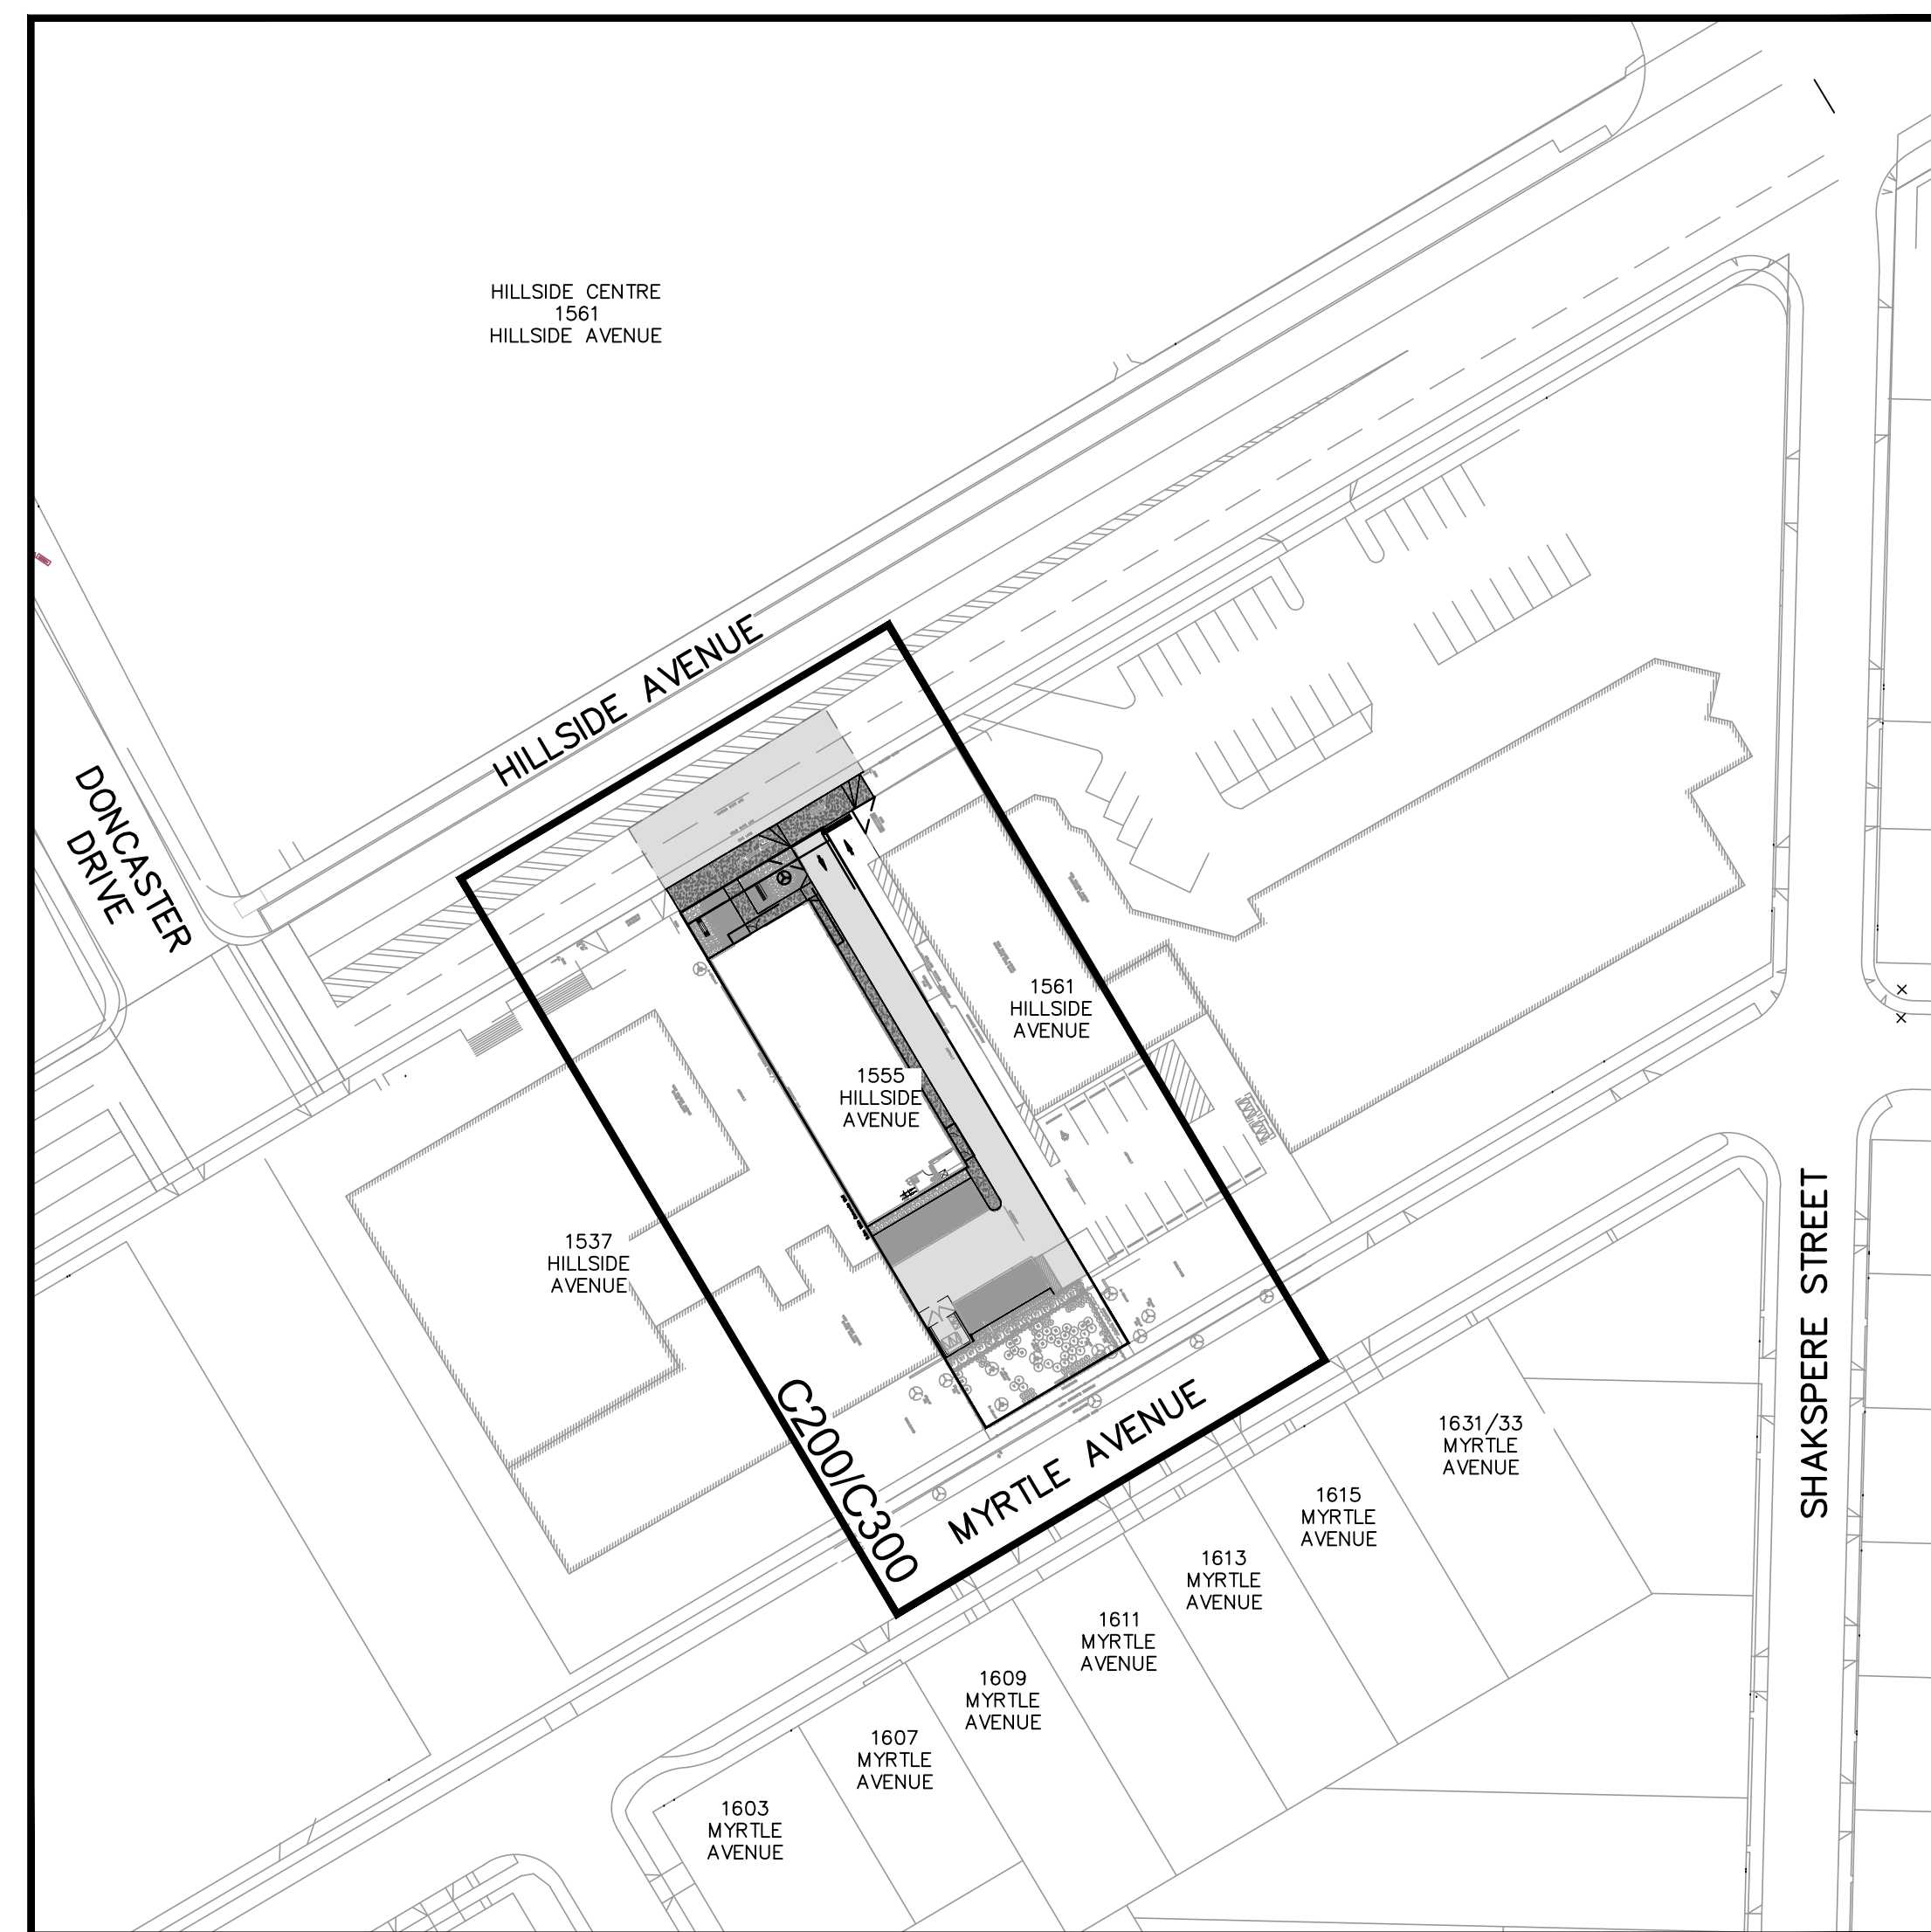 HILLSIDE CENTRE
1561
HILLSIDE AVENUE
HILLSIDE AVENUE
DONCASTER
DRIVE
1561
HILLSIDE
AVENUE
1555
HILLSIDE
AVENUE
1537
HILLSIDE
AVENUE
C200/C300
MYRTLE AVENUE
SHAKSPERE STREET
1631/33
MYRTLE
AVENUE
1615
MYRTLE
AVENUE
1613
MYRTLE
AVENUE
1611
MYRTLE
AVENUE
1609
MYRTLE
AVENUE
1607
MYRTLE
AVENUE
1603
MYRTLE
AVENUE